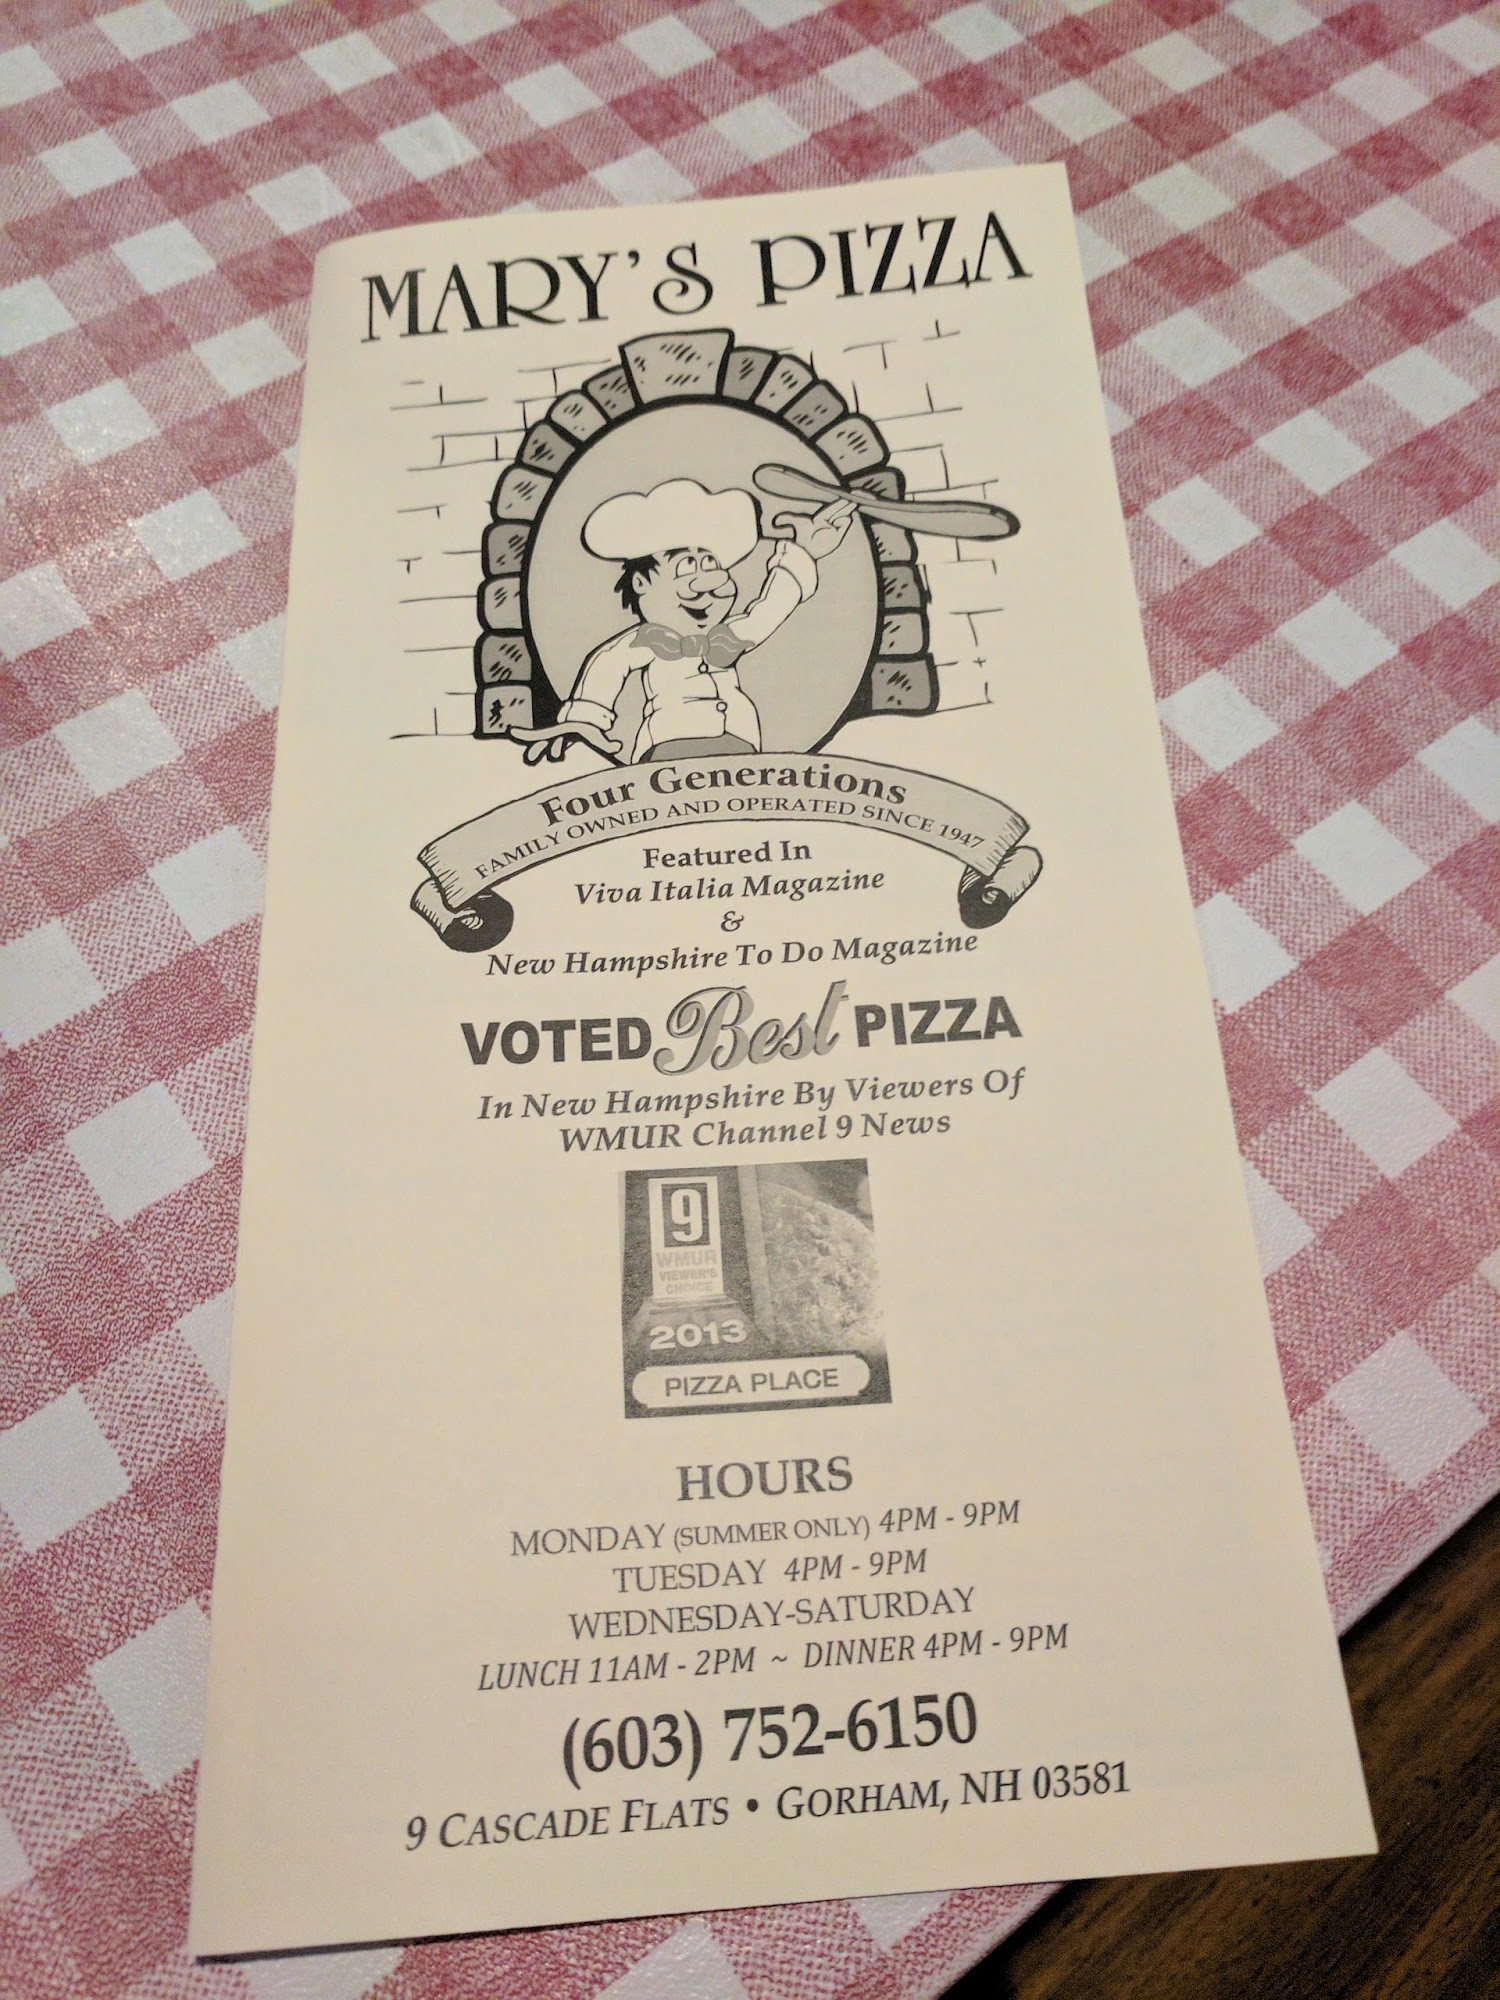 MARY'S PIZZA
Four Generations
FAMILY OWNED AND OPERATED SINCE 1947
Featured In
Viva Italia Magazine
&
New Hampshire To Do Magazine
VOTED Best PIZZA
In New Hampshire By Viewers Of
WMUR Channel 9 News
9
WMUR
VIEWER'S
CHOICE
2013
PIZZA PLACE
HOURS
MONDAY (SUMMER ONLY) 4PM - 9PM
TUESDAY 4PM - 9PM
WEDNESDAY-SATURDAY
LUNCH 11AM - 2PM ~ DINNER 4PM - 9PM
(603) 752-6150
9 CASCADE FLATS • GORHAM, NH 03581